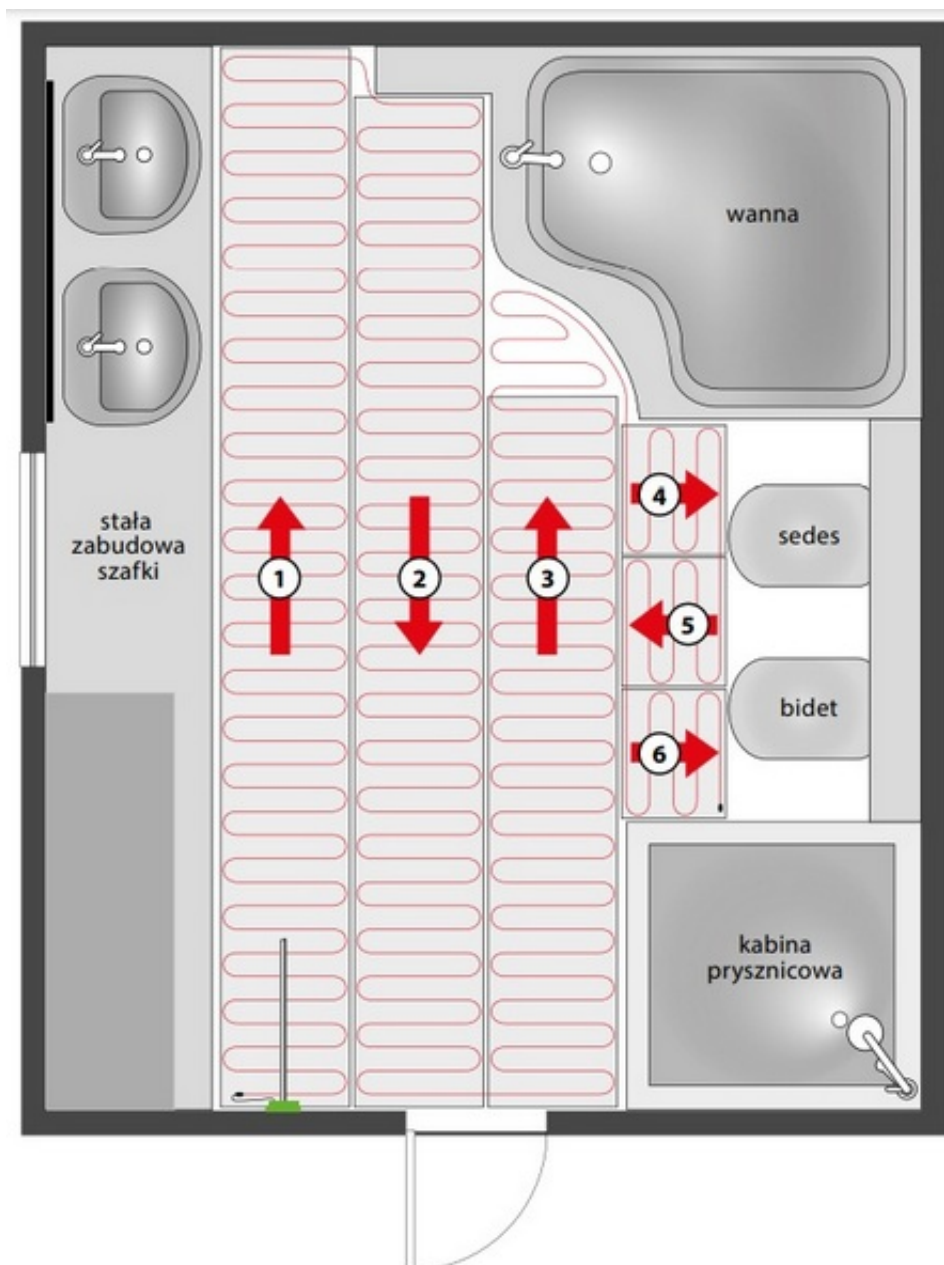 wanna
stała
zabudowa
szafki
1
2
3
4
sedes
5
bidet
6
kabina
prysznicowa